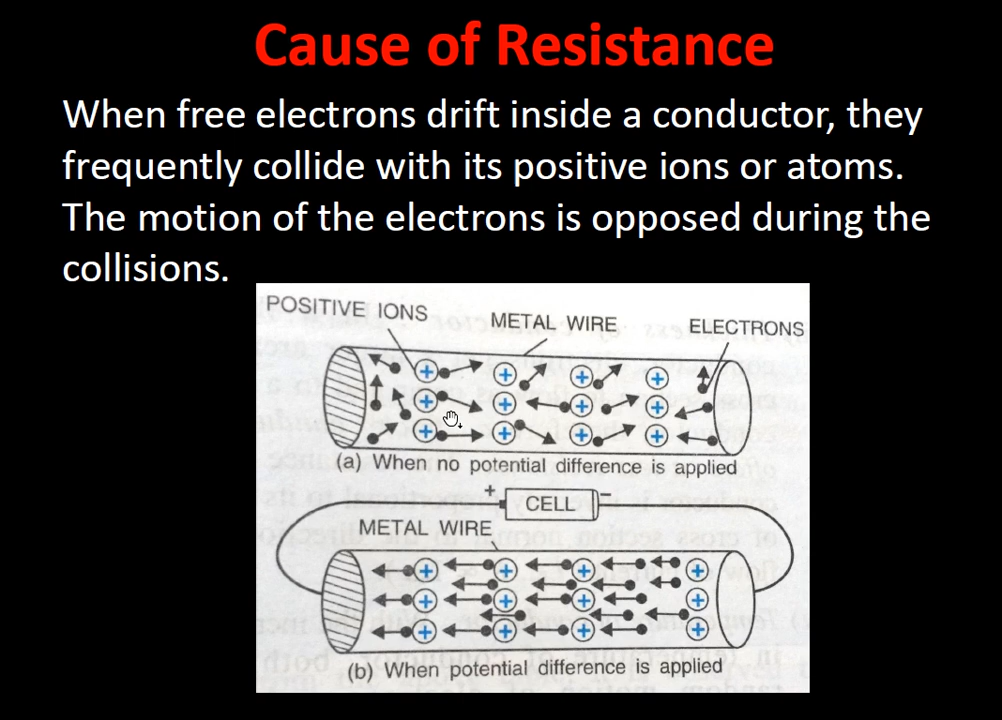 Cause of Resistance
When free electrons drift inside a conductor, they
frequently collide with its positive ions or atoms.
The motion of the electrons is opposed during the
collisions.
POSITIVE IONS
METAL WIRE
ELECTRONS
(a) When no potential difference is applied
+ CELL −
METAL WIRE
(b) When potential difference is applied